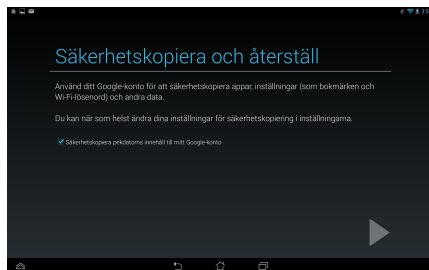 Säkerhetskopiera och återställ
Använd ditt Google-konto för att säkerhetskopiera appar, inställningar (som bokmärken och
Wi-Fi-lösenord) och andra data.
Du kan när som helst ändra dina inställningar för säkerhetskopiering i inställningarna.
Säkerhetskopiera pekdatorns innehåll till mitt Google-konto